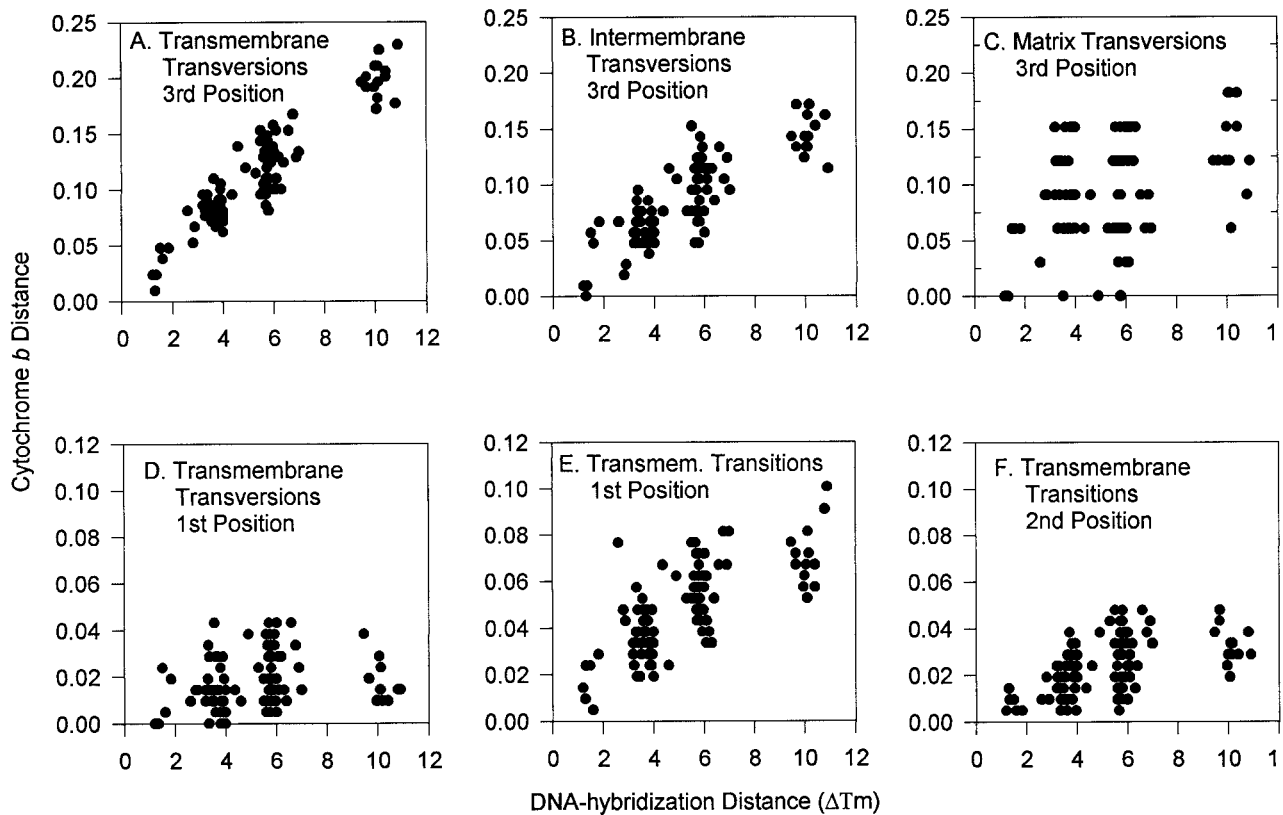 Cytochrome b Distance
A. Transmembrane
Transversions
3rd Position
0.25
0.20
0.15
0.10
0.05
0.00
0 2 4 6 8 10 12
B. Intermembrane
Transversions
3rd Position
0.25
0.20
0.15
0.10
0.05
0.00
0 2 4 6 8 10 12
C. Matrix Transversions
3rd Position
0.25
0.20
0.15
0.10
0.05
0.00
0 2 4 6 8 10 1
D. Transmembrane
Transversions
1st Position
0.12
0.10
0.08
0.06
0.04
0.02
0.00
0 2 4 6 8 10 12
E. Transmem. Transitions
1st Position
0.12
0.10
0.08
0.06
0.04
0.02
0.00
0 2 4 6 8 10 12
F. Transmembrane
Transitions
2nd Position
0.12
0.10
0.08
0.06
0.04
0.02
0.00
0 2 4 6 8 10 1
DNA-hybridization Distance (ΔTm)